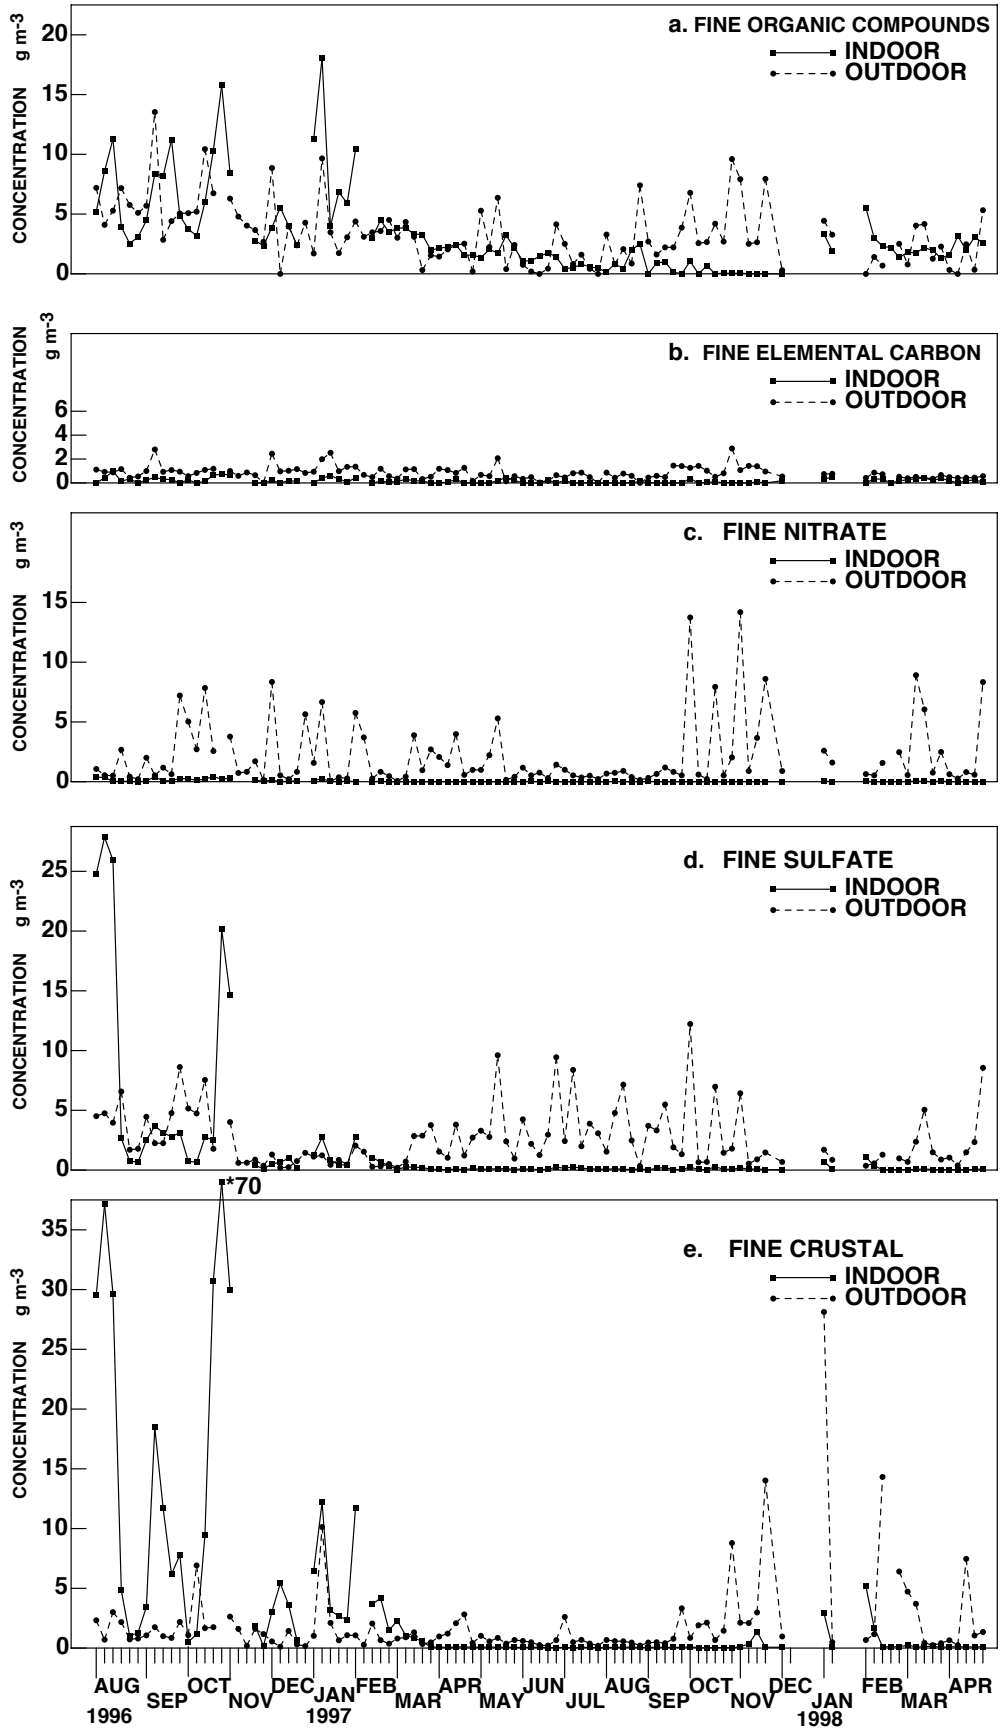 a. FINE ORGANIC COMPOUNDS
INDOOR
OUTDOOR
CONCENTRATION g m-3
20
15
10
5
0
b. FINE ELEMENTAL CARBON
INDOOR
OUTDOOR
CONCENTRATION g m-3
6
4
2
0
c. FINE NITRATE
INDOOR
OUTDOOR
CONCENTRATION g m-3
15
10
5
0
d. FINE SULFATE
INDOOR
OUTDOOR
CONCENTRATION g m-3
25
20
15
10
5
0
*70
e. FINE CRUSTAL
INDOOR
OUTDOOR
CONCENTRATION g m-3
35
30
25
20
15
10
5
0
AUG SEP OCT NOV DEC JAN FEB MAR APR MAY JUN JUL AUG SEP OCT NOV DEC JAN FEB MAR APR
1996 1997 1998